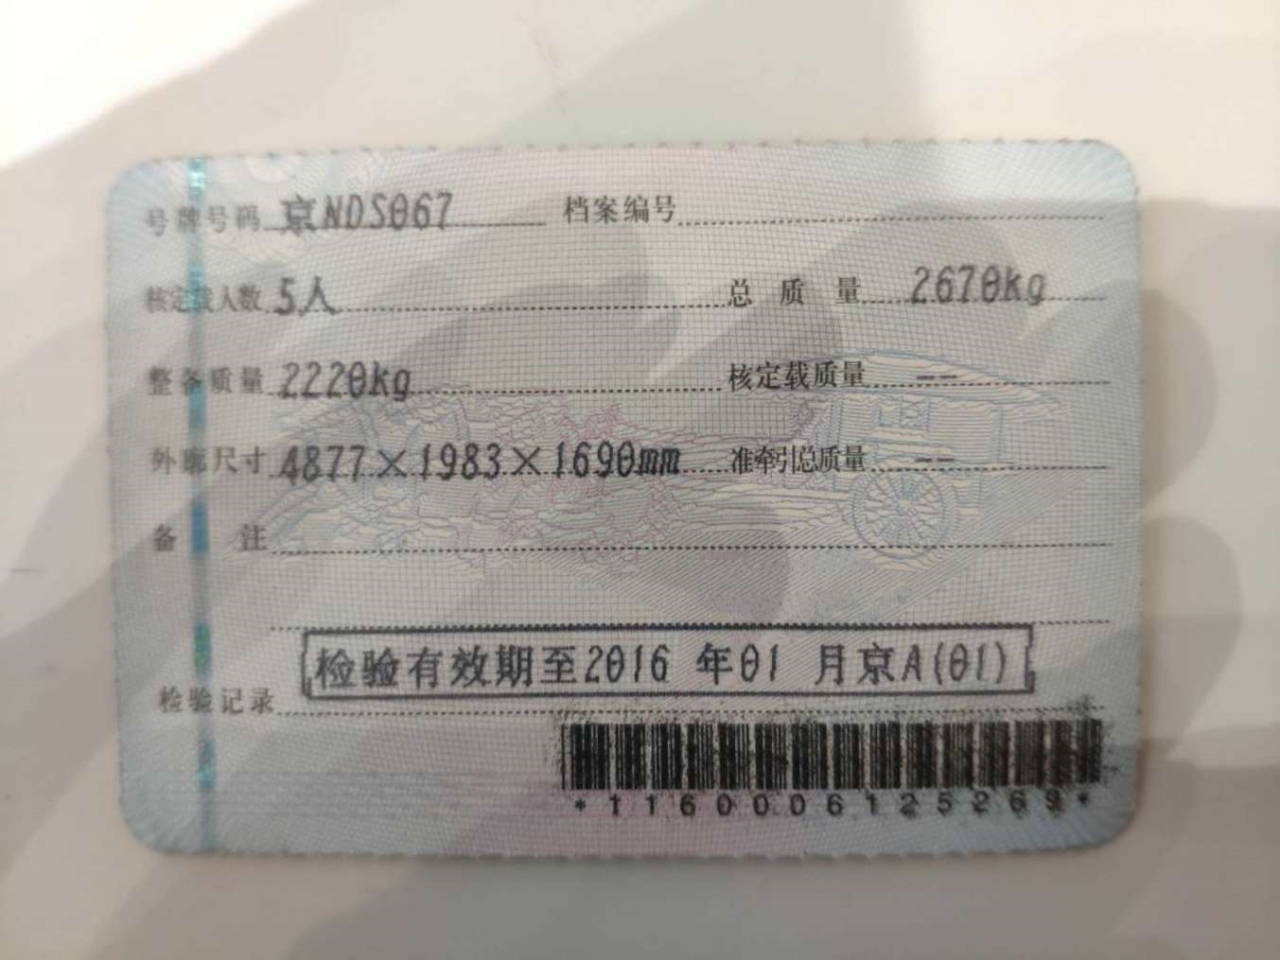 号牌号码 京NDS067 档案编号
核定载人数 5人 总质量 2670kg
整备质量 2220kg 核定载质量 --
外廓尺寸 4877×1983×1690mm 准牵引总质量 --
备注
检验有效期至2016 年01 月京A(01)
检验记录
*1160006125269*